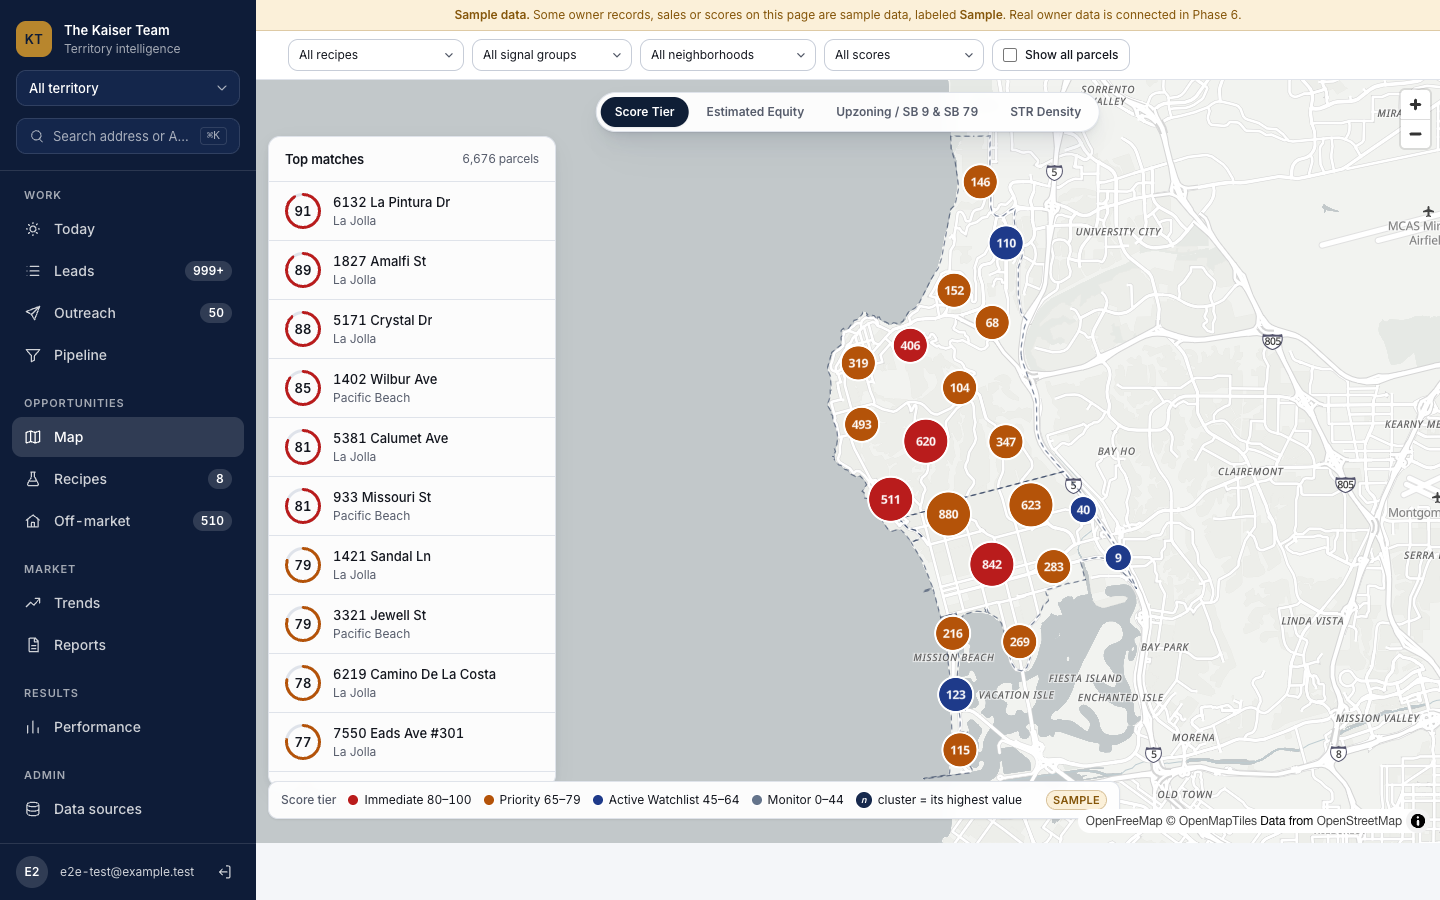 KT
The Kaiser Team
Territory intelligence
All territory
Search address or A...
⌘K
WORK
Today
Leads
999+
Outreach
50
Pipeline
OPPORTUNITIES
Map
Recipes
8
Off-market
510
MARKET
Trends
Reports
RESULTS
Performance
ADMIN
Data sources
E2
e2e-test@example.test
Sample data. Some owner records, sales or scores on this page are sample data, labeled Sample. Real owner data is connected in Phase 6.
All recipes
All signal groups
All neighborhoods
All scores
Show all parcels
Score Tier
Estimated Equity
Upzoning / SB 9 & SB 79
STR Density
Top matches
6,676 parcels
91
6132 La Pintura Dr
La Jolla
89
1827 Amalfi St
La Jolla
88
5171 Crystal Dr
La Jolla
85
1402 Wilbur Ave
Pacific Beach
81
5381 Calumet Ave
La Jolla
81
933 Missouri St
Pacific Beach
79
1421 Sandal Ln
La Jolla
79
3321 Jewell St
Pacific Beach
78
6219 Camino De La Costa
La Jolla
77
7550 Eads Ave #301
La Jolla
SORRENTO
VALLEY
MIRA
+
−
5
146
MCAS Mir
Airfiel
UNIVERSITY CITY
110
152
68
805
406
319
104
493
620
347
KEARNY ME
BAY HO
CLAIREMONT
5
805
511
880
623
40
Montgom
842
283
9
SERRA
216
269
LINDA VISTA
MISSION BEACH
BAY PARK
FIESTA ISLAND
123
VACATION ISLE
ENCHANTED ISLE
MISSION VALLEY
115
MORENA
5
8
OLD TOWN
Score tier
Immediate 80–100
Priority 65–79
Active Watchlist 45–64
Monitor 0–44
n
cluster = its highest value
SAMPLE
OpenFreeMap © OpenMapTiles Data from OpenStreetMap